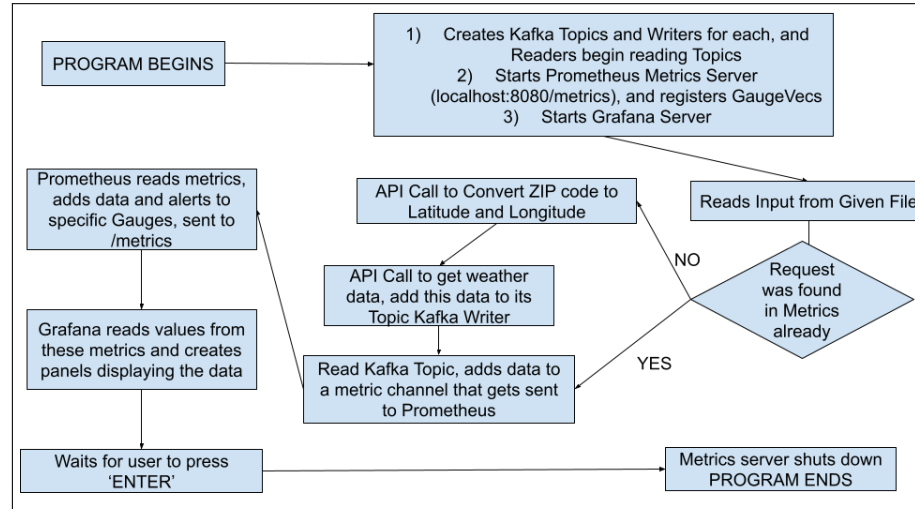 PROGRAM BEGINS
1) Creates Kafka Topics and Writers for each, and
Readers begin reading Topics
2) Starts Prometheus Metrics Server
(localhost:8080/metrics), and registers GaugeVecs
3) Starts Grafana Server
Reads Input from Given File
Request
was found
in Metrics
already
NO
YES
API Call to Convert ZIP code to
Latitude and Longitude
API Call to get weather
data, add this data to its
Topic Kafka Writer
Read Kafka Topic, adds data to
a metric channel that gets sent
to Prometheus
Prometheus reads metrics,
adds data and alerts to
specific Gauges, sent to
/metrics
Grafana reads values from
these metrics and creates
panels displaying the data
Waits for user to press
‘ENTER’
Metrics server shuts down
PROGRAM ENDS